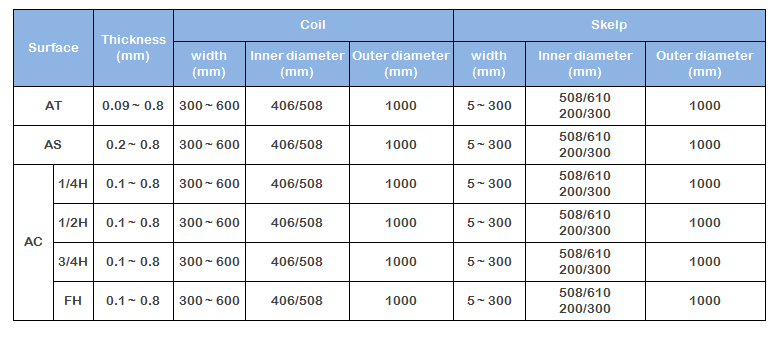 Surface Thickness (mm) Coil Skelp
width (mm) Inner diameter (mm) Outer diameter (mm) width (mm) Inner diameter (mm) Outer diameter (mm)
AT 0.09~0.8 300~600 406/508 1000 5~300 508/610 200/300 1000
AS 0.2~0.8 300~600 406/508 1000 5~300 508/610 200/300 1000
AC 1/4H 0.1~0.8 300~600 406/508 1000 5~300 508/610 200/300 1000
1/2H 0.1~0.8 300~600 406/508 1000 5~300 508/610 200/300 1000
3/4H 0.1~0.8 300~600 406/508 1000 5~300 508/610 200/300 1000
FH 0.1~0.8 300~600 406/508 1000 5~300 508/610 200/300 1000